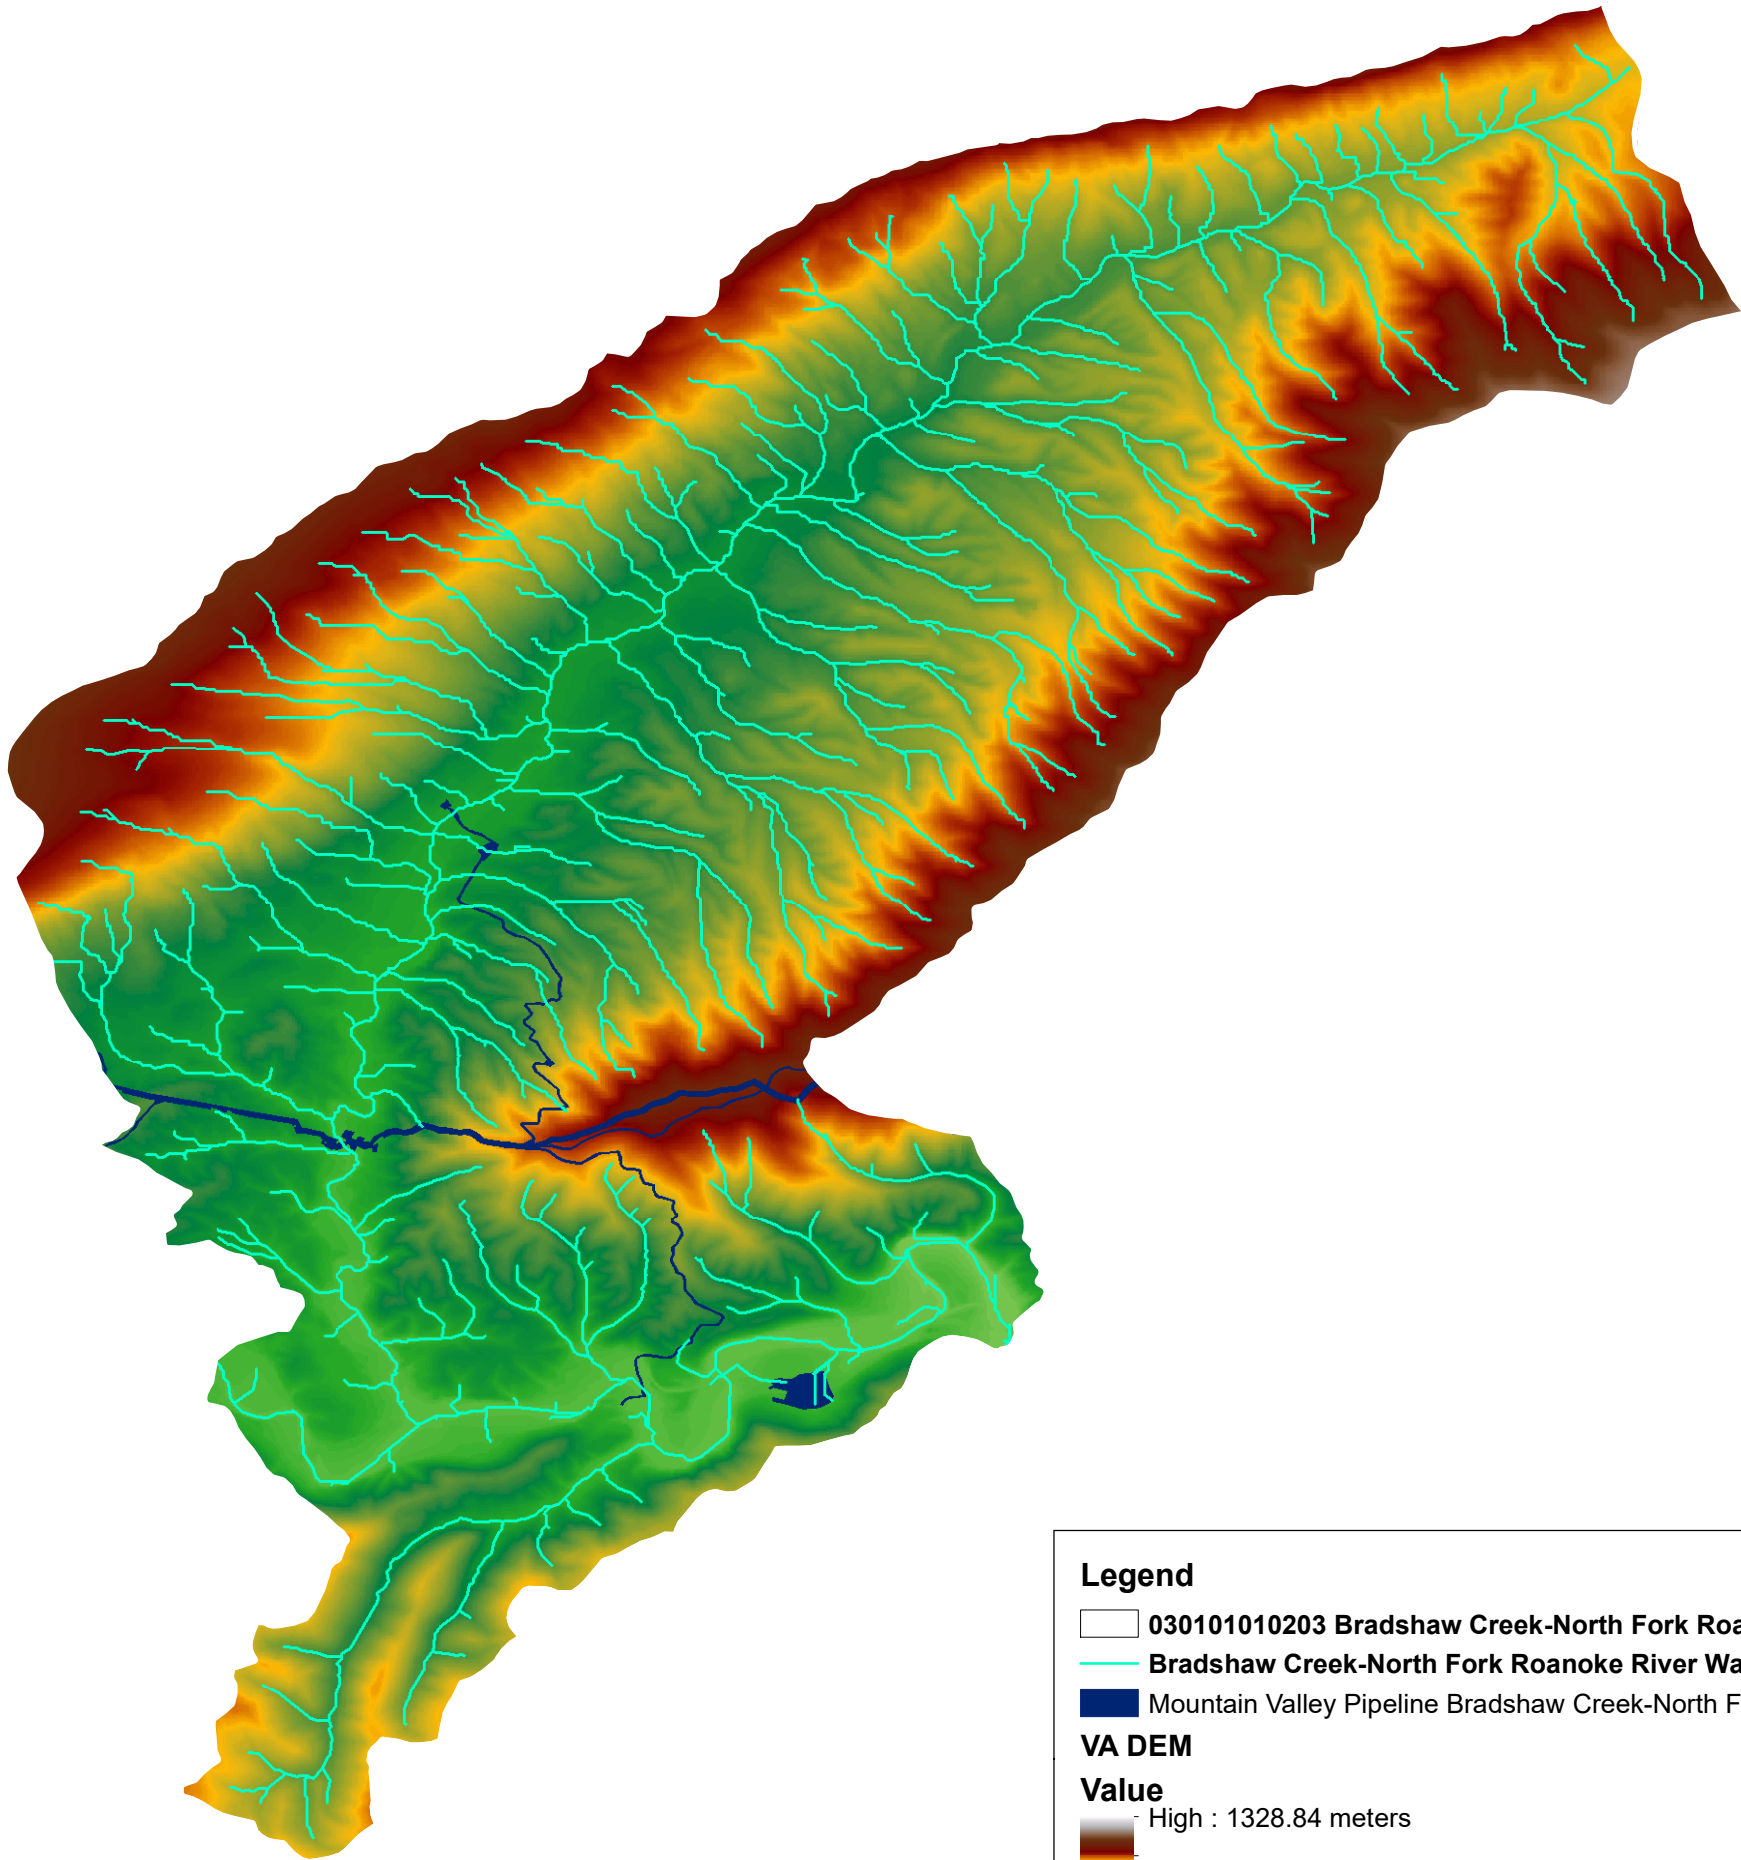 Legend
030101010203 Bradshaw Creek-North Fork Roa
Bradshaw Creek-North Fork Roanoke River Wa
Mountain Valley Pipeline Bradshaw Creek-North F
VA DEM
Value
High : 1328.84 meters